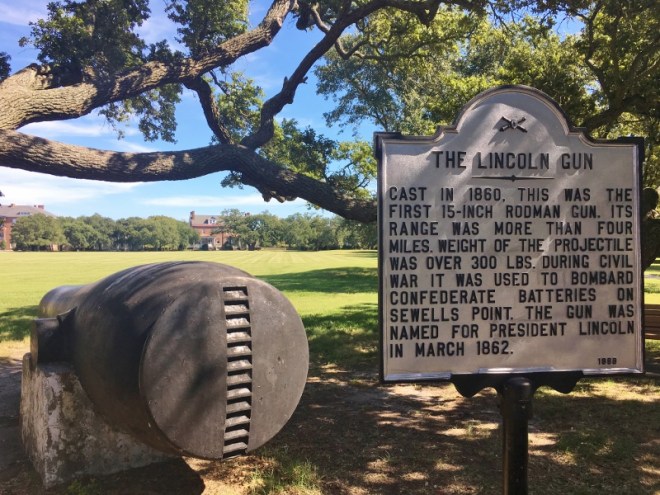 THE LINCOLN GUN
CAST IN 1860, THIS WAS THE
FIRST 15-INCH RODMAN GUN. ITS
RANGE WAS MORE THAN FOUR
MILES. WEIGHT OF THE PROJECTILE
WAS OVER 300 LBS. DURING CIVIL
WAR IT WAS USED TO BOMBARD
CONFEDERATE BATTERIES ON
SEWELLS POINT. THE GUN WAS
NAMED FOR PRESIDENT LINCOLN
IN MARCH 1862.